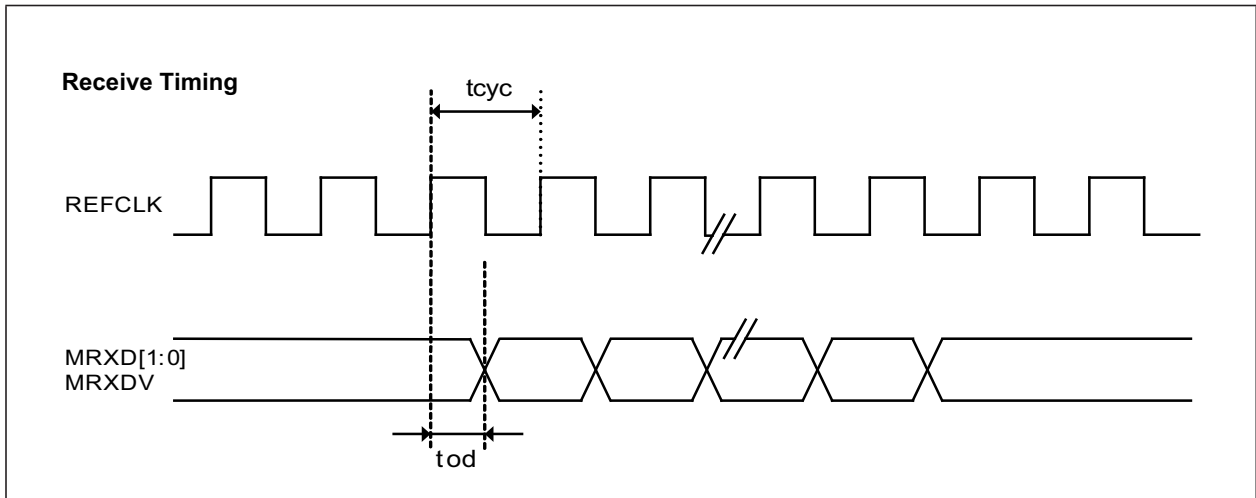 Receive Timing
tcyc
REFCLK
MRXD[1:0]
MRXDV
tod